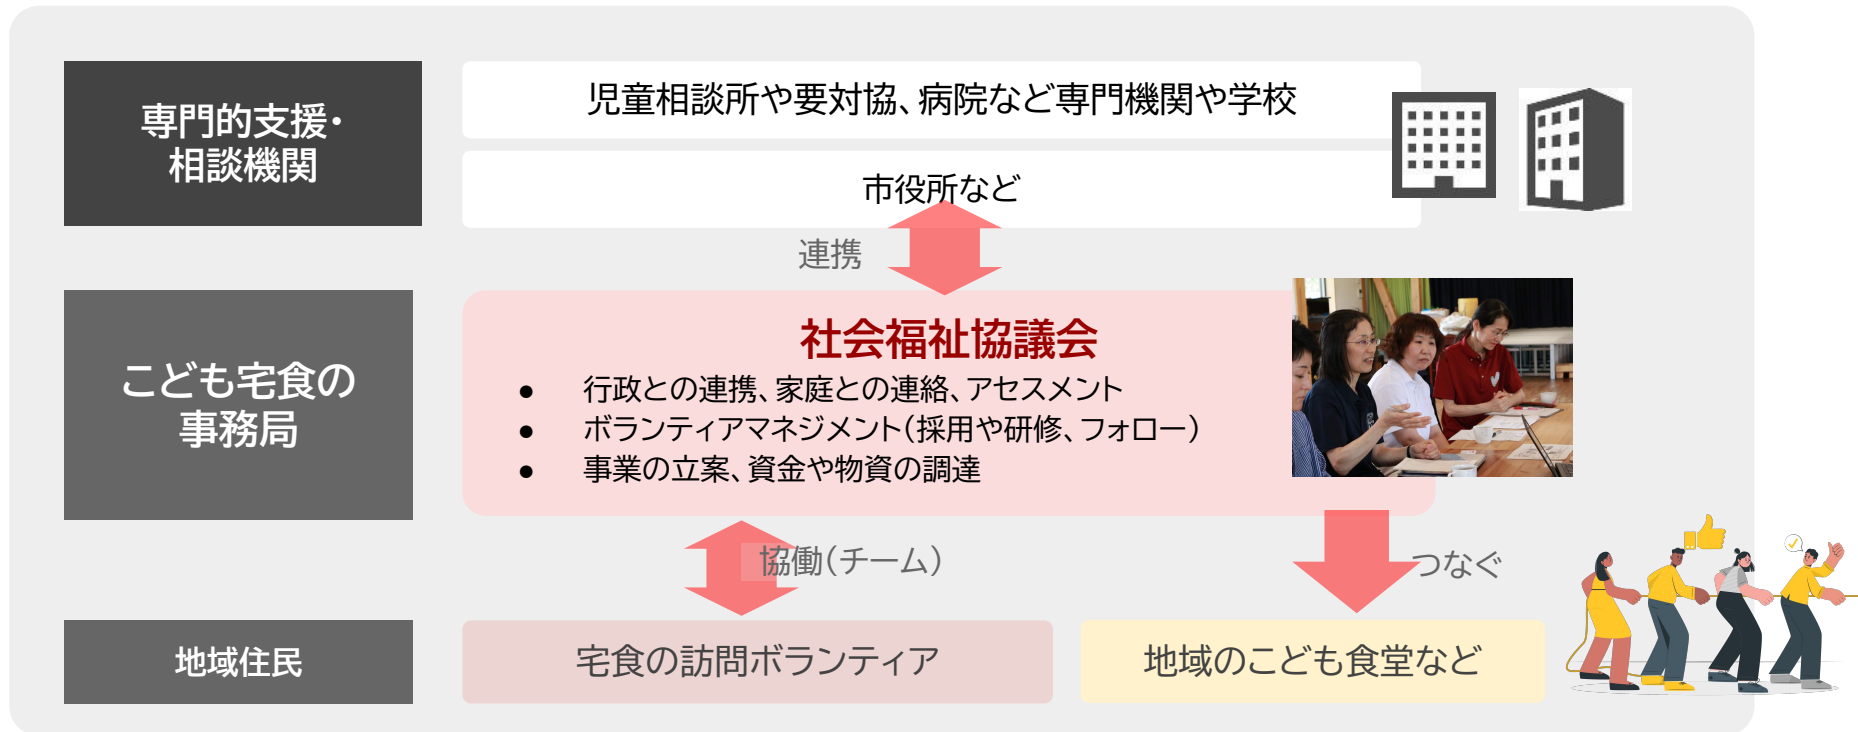 専門的支援・
相談機関
児童相談所や要対協、病院など専門機関や学校
市役所など
連携
こども宅食の
事務局
社会福祉協議会
● 行政との連携、家庭との連絡、アセスメント
● ボランティアマネジメント（採用や研修、フォロー）
● 事業の立案、資金や物資の調達
協働（チーム）
つなぐ
地域住民
宅食の訪問ボランティア
地域のこども食堂など